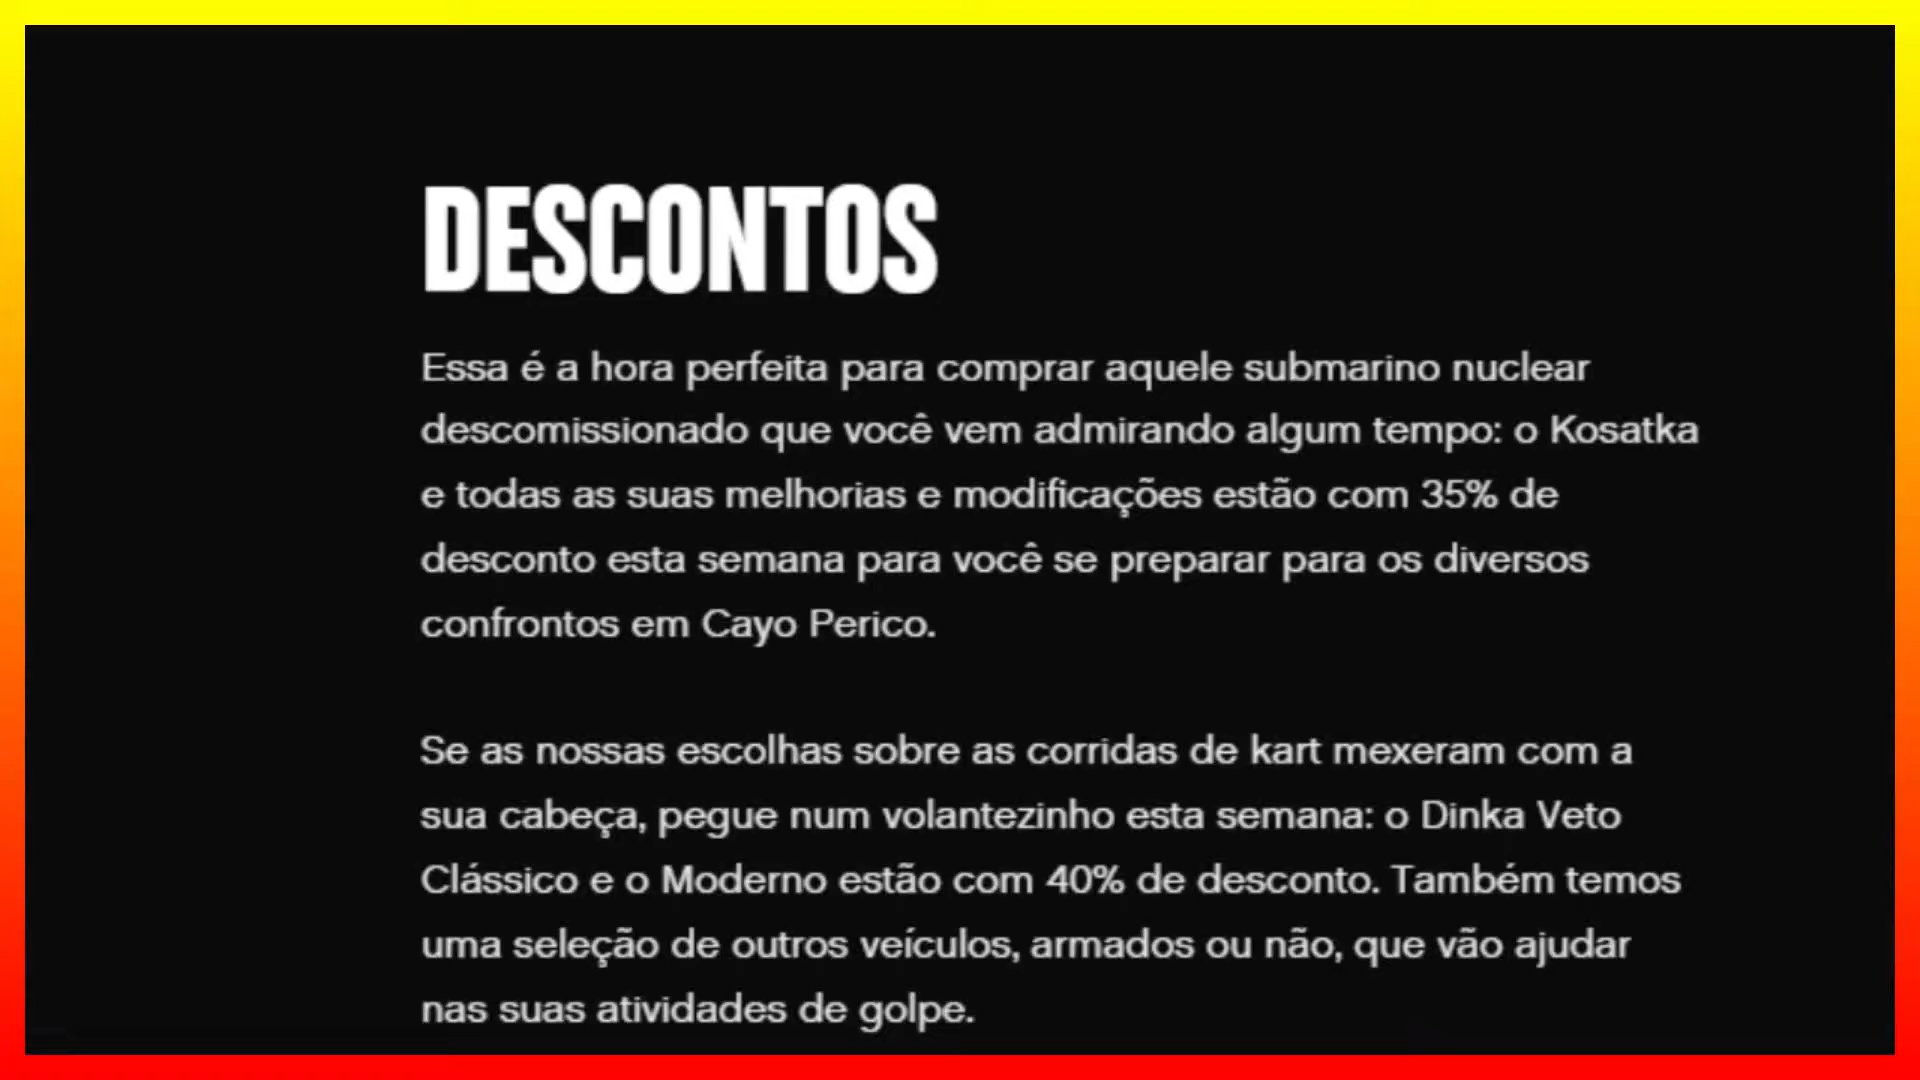 DESCONTOS
Essa é a hora perfeita para comprar aquele submarino nuclear
descomissionado que você vem admirando algum tempo: o Kosatka
e todas as suas melhorias e modificações estão com 35% de
desconto esta semana para você se preparar para os diversos
confrontos em Cayo Perico.
Se as nossas escolhas sobre as corridas de kart mexeram com a
sua cabeça, pegue num volantezinho esta semana: o Dinka Veto
Clássico e o Moderno estão com 40% de desconto. Também temos
uma seleção de outros veículos, armados ou não, que vão ajudar
nas suas atividades de golpe.